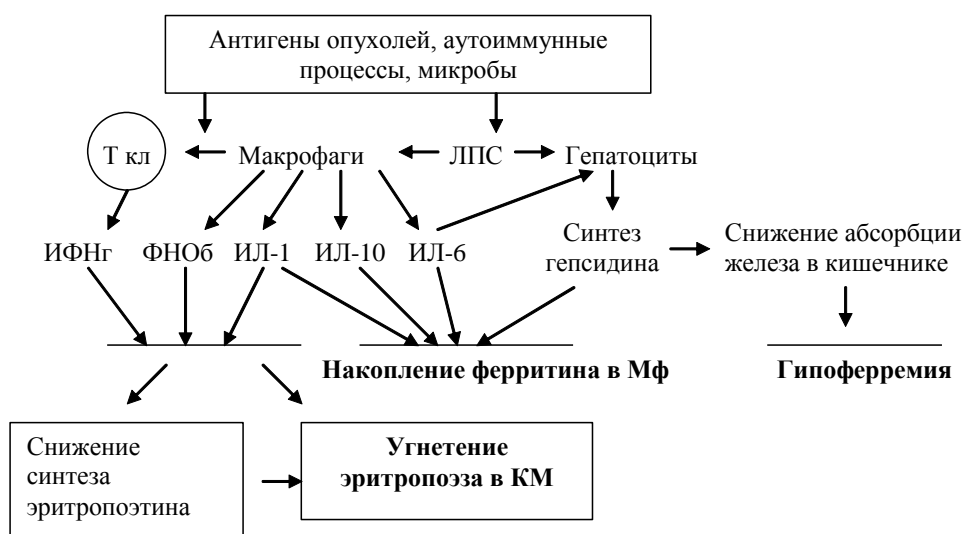 Антигены опухолей, аутоиммунные
процессы, микробы
Т кл
Макрофаги
ЛПС
Гепатоциты
ИФНг
ФНОб
ИЛ-1
ИЛ-10
ИЛ-6
Синтез
гепсидина
Снижение абсорбции
железа в кишечнике
Накопление ферритина в Мф
Гипоферремия
Снижение
синтеза
эритропоэтина
Угнетение
эритропоэза в КМ